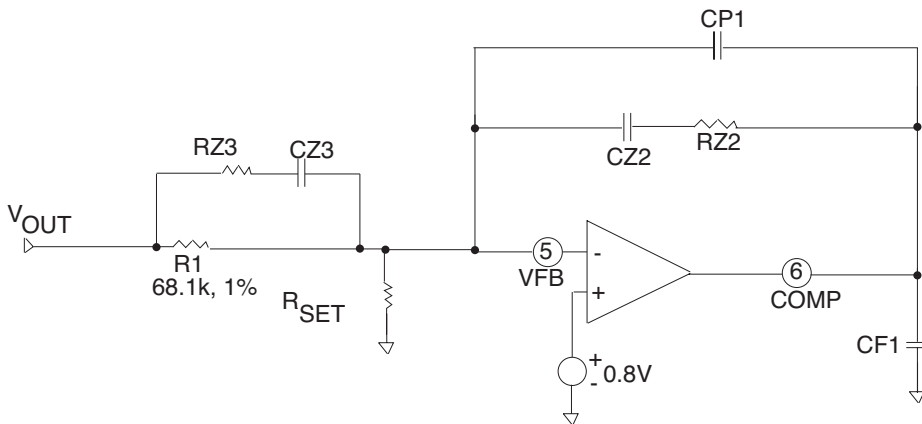 CP1
CZ2
RZ2
RZ3
CZ3
VOUT
R1
68.1k, 1%
RSET
5
VFB
-
+
6
COMP
+
-
0.8V
CF1